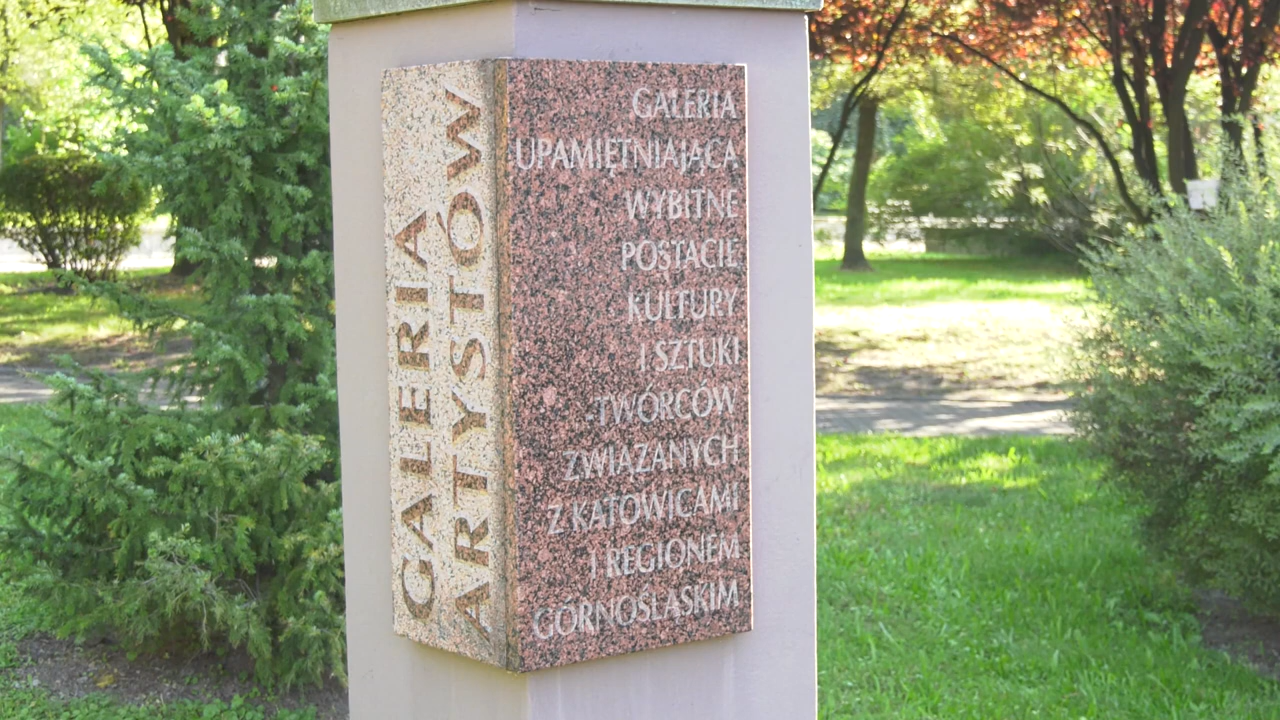 GALERIA
ARTYSTÓW
GALERIA
UPAMIĘTNIAJĄCA
WYBITNE
POSTACIE
KULTURY
I SZTUKI
TWÓRCÓW
ZWIĄZANYCH
Z KATOWICAMI
I REGIONEM
GÓRNOŚLĄSKIM